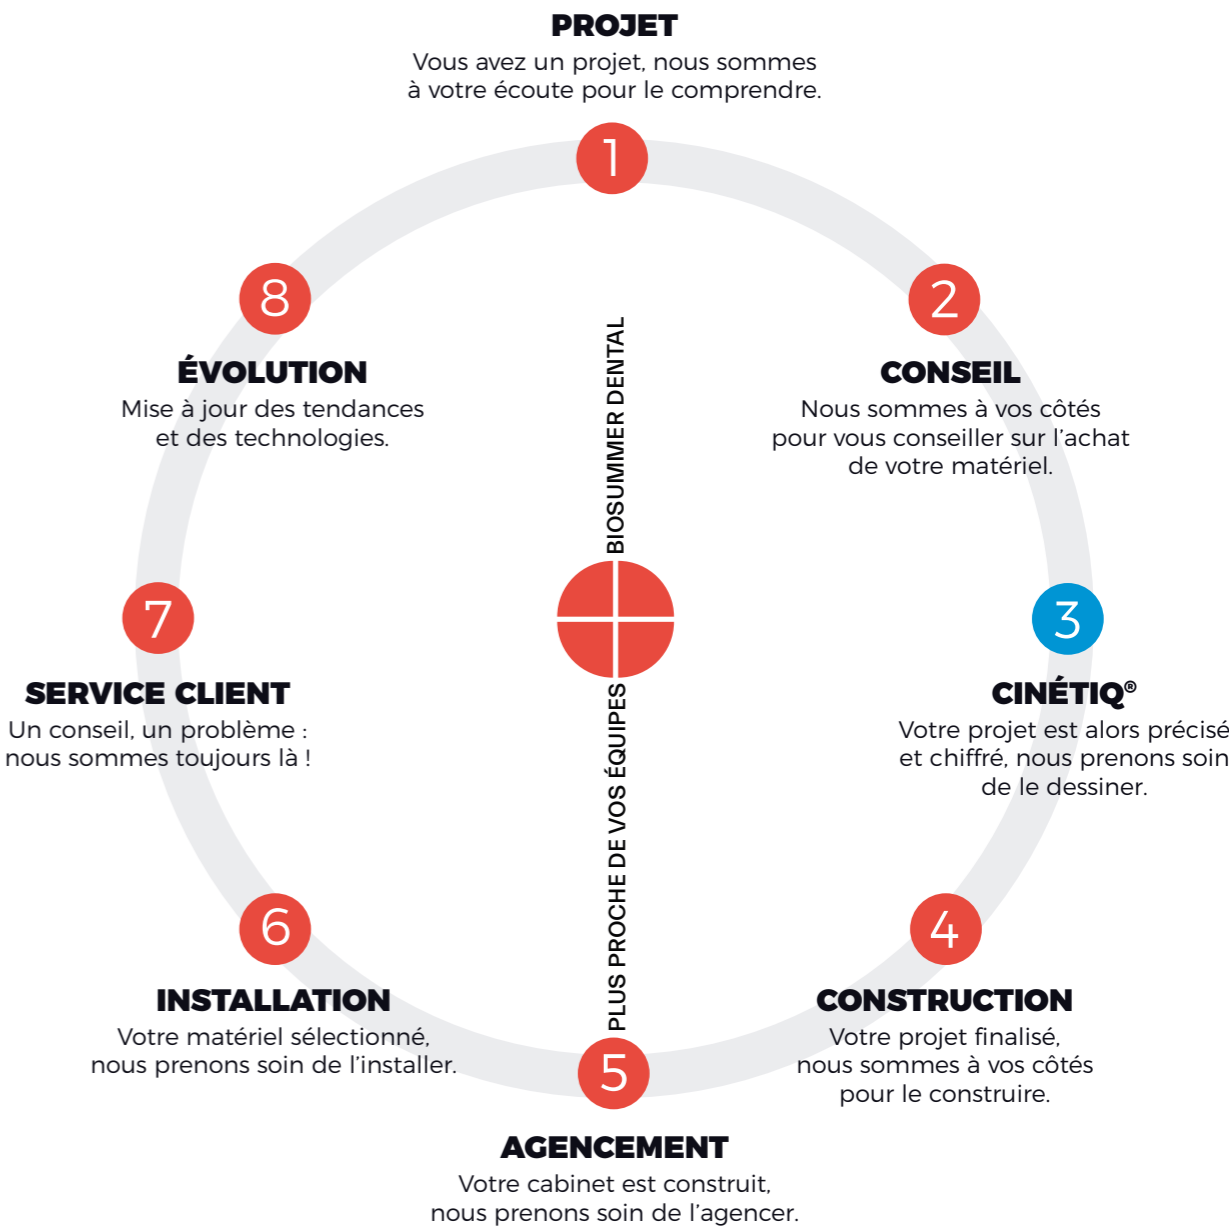 PROJET
Vous avez un projet, nous sommes
à votre écoute pour le comprendre.
1
2
CONSEIL
Nous sommes à vos côtés
pour vous conseiller sur l’achat
de votre matériel.
3
CINÉTIQ®
Votre projet est alors précisé
et chiffré, nous prenons soin
de le dessiner.
4
CONSTRUCTION
Votre projet finalisé,
nous sommes à vos côtés
pour le construire.
5
AGENCEMENT
Votre cabinet est construit,
nous prenons soin de l’agencer.
6
INSTALLATION
Votre matériel sélectionné,
nous prenons soin de l’installer.
7
SERVICE CLIENT
Un conseil, un problème :
nous sommes toujours là !
8
ÉVOLUTION
Mise à jour des tendances
et des technologies.
PLUS PROCHE DE VOS ÉQUIPES
BIOSUMMER DENTAL